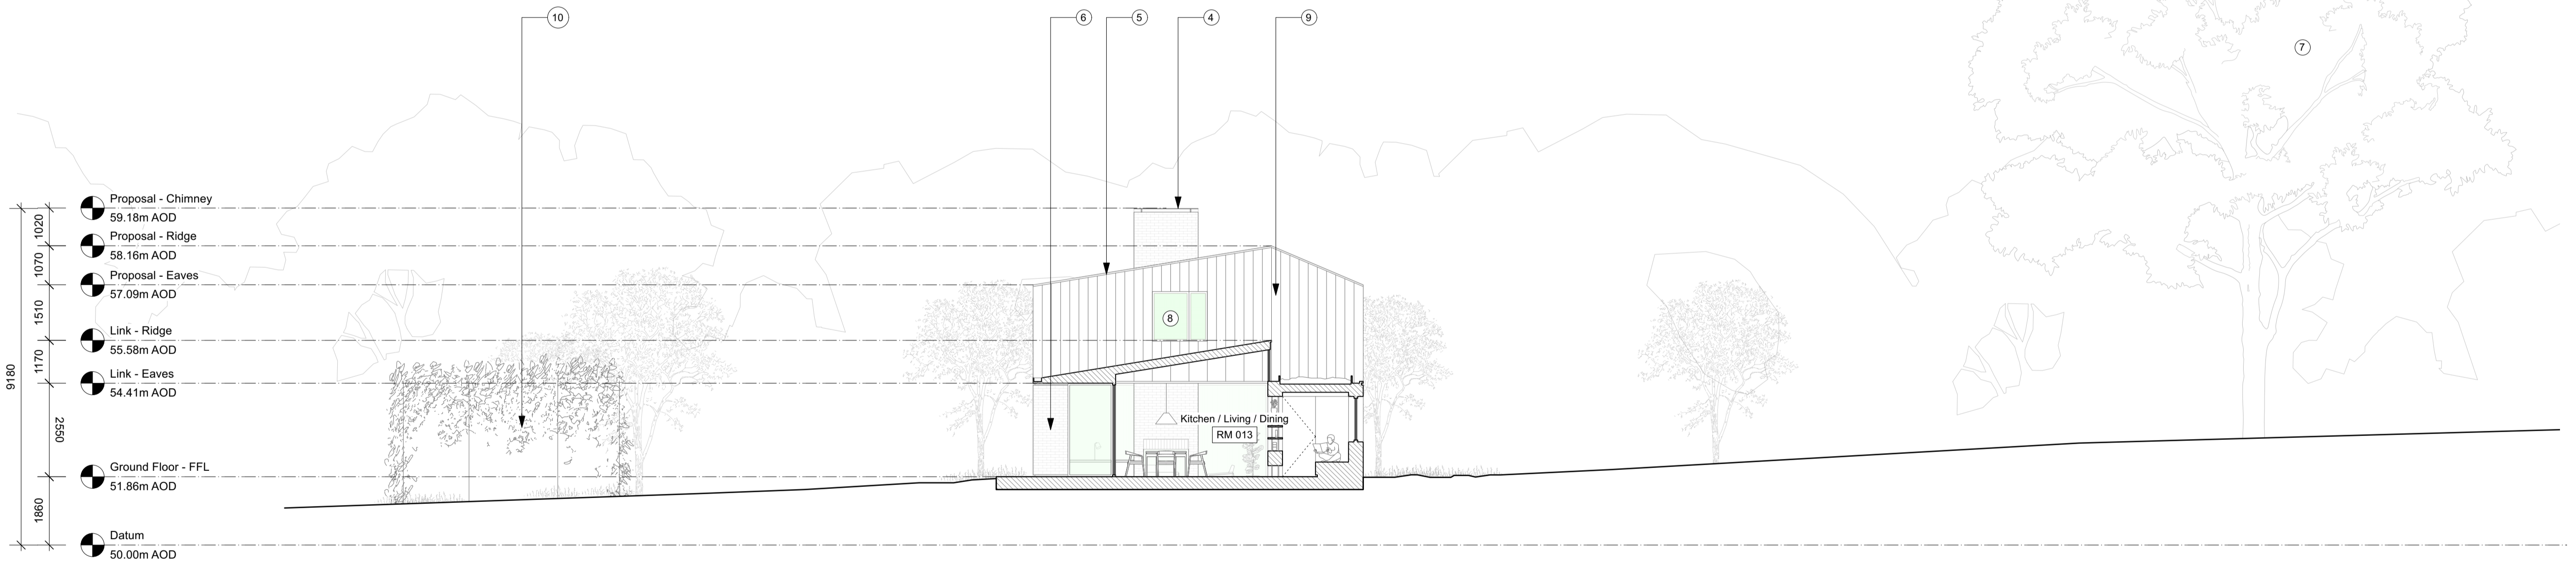 10
6
5
4
9
7
Proposal - Chimney
59.18m AOD
1020
Proposal - Ridge
58.16m AOD
1070
Proposal - Eaves
57.09m AOD
1510
8
Link - Ridge
55.58m AOD
1170
9180
Link - Eaves
54.41m AOD
2550
Kitchen / Living / Dining
RM 013
Ground Floor - FFL
51.86m AOD
1860
Datum
50.00m AOD